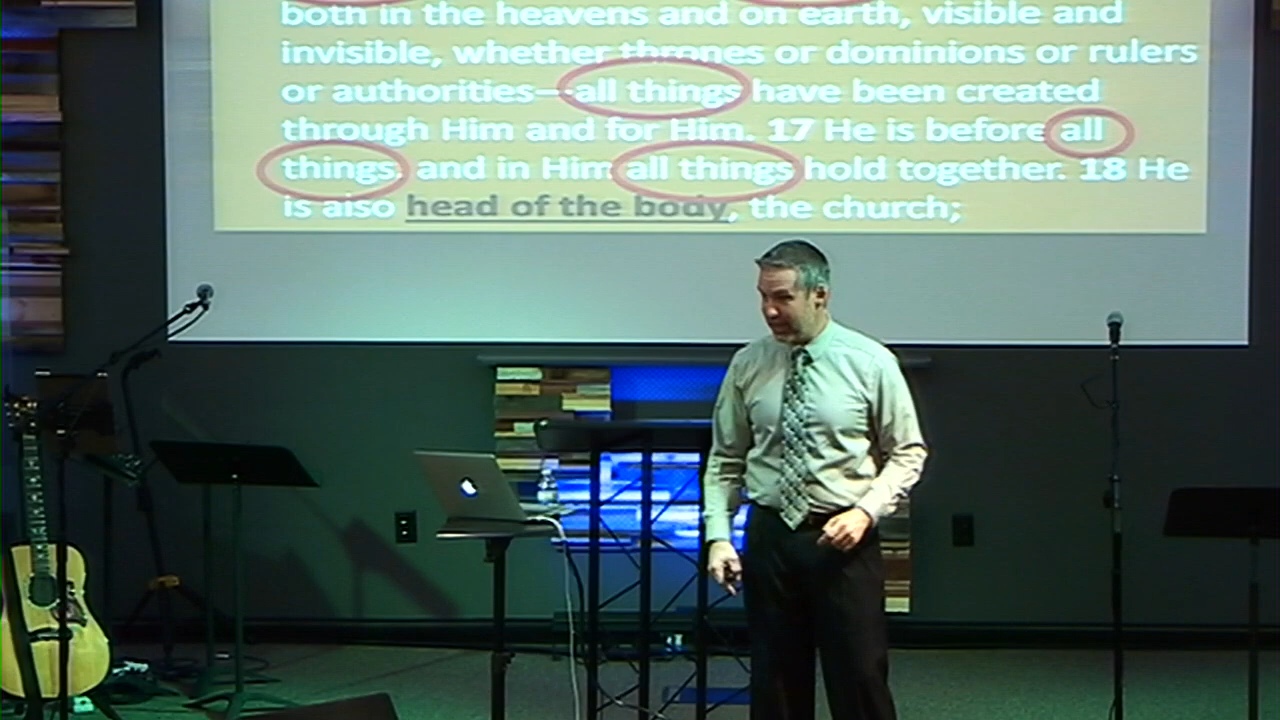 both in the heavens and on earth, visible and
invisible, whether thrones or dominions or rulers
or authorities—all things have been created
through Him and for Him. 17 He is before all
things, and in Him all things hold together. 18 He
is also head of the body, the church;